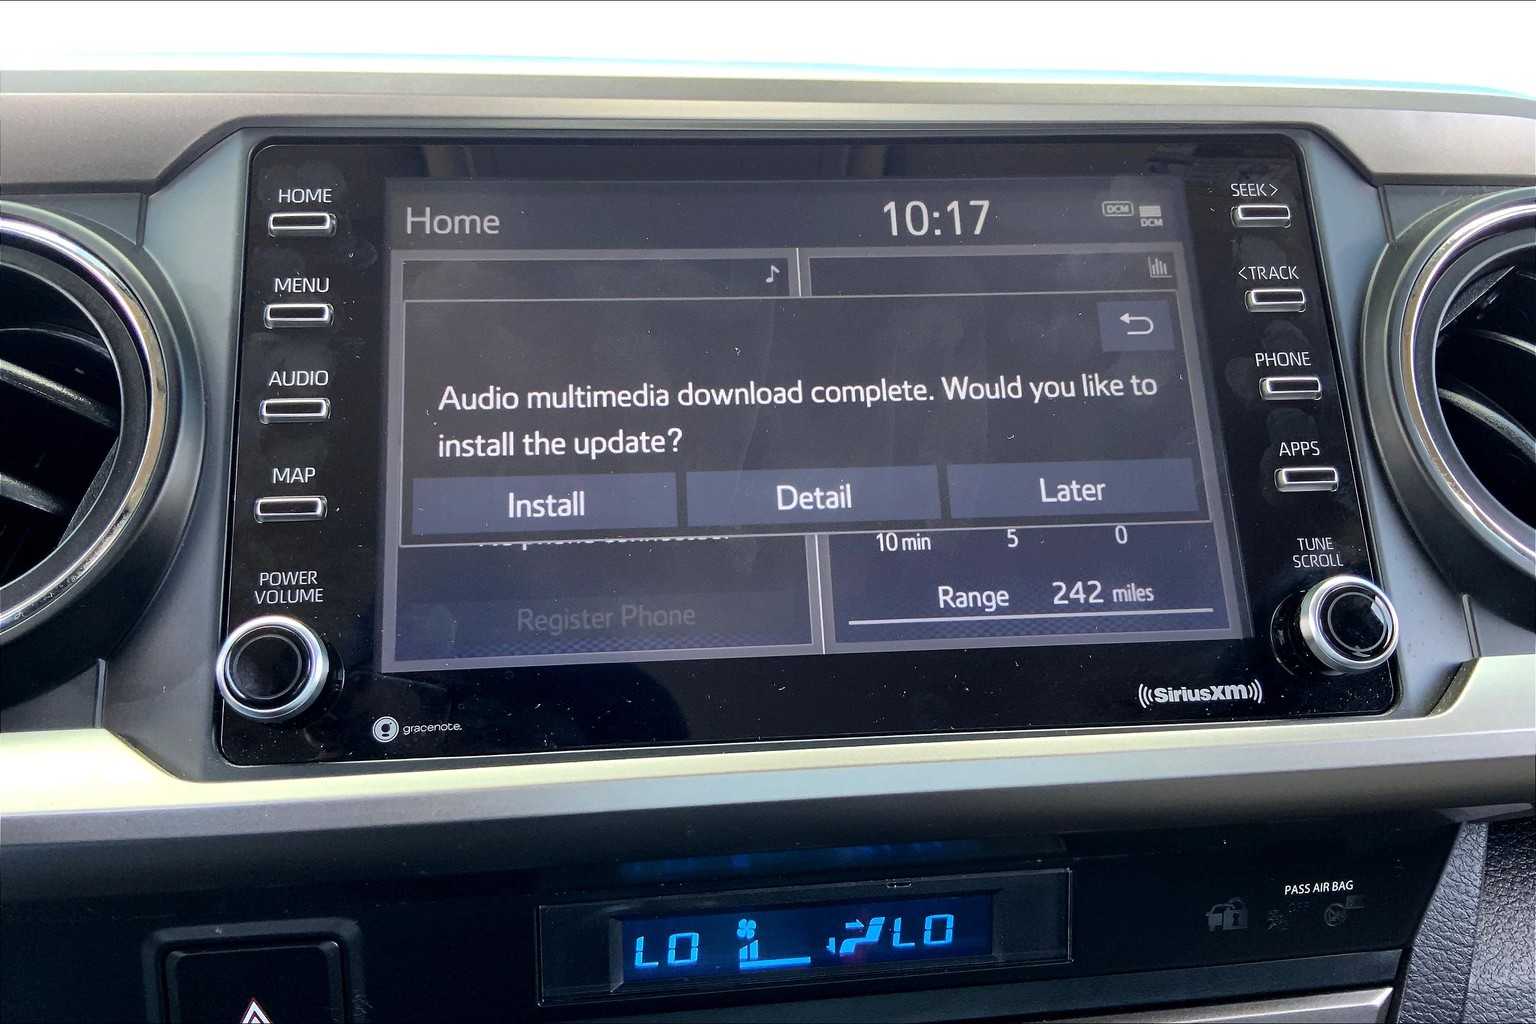 HOME
MENU
AUDIO
MAP
POWER
VOLUME
Home
10:17
DCM
DCM
Audio multimedia download complete. Would you like to
install the update?
Install
Detail
Later
10 min
5
0
Range
242 miles
Register Phone
SEEK >
< TRACK
PHONE
APPS
TUNE
SCROLL
gracenote.
((SiriusXM))
PASS AIR BAG
OFF
LO
LO